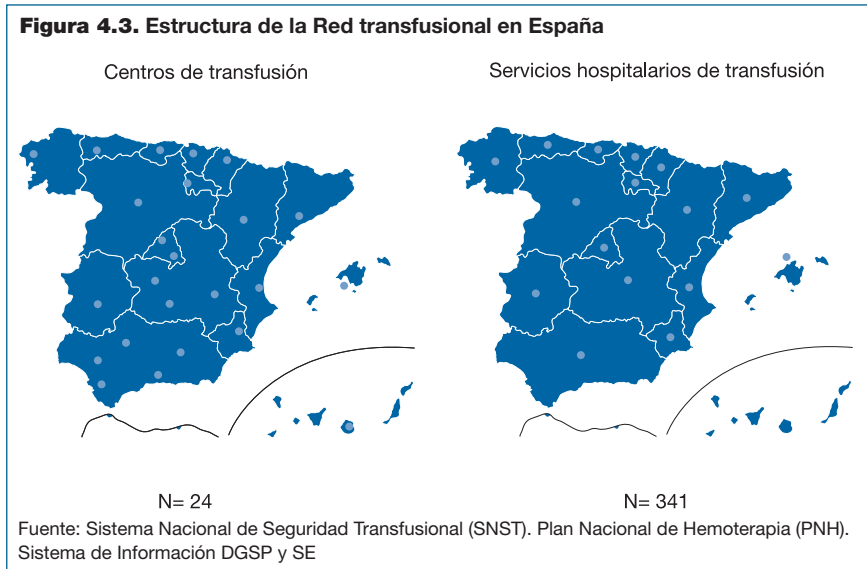 Figura 4.3. Estructura de la Red transfusional en España
Centros de transfusión
Servicios hospitalarios de transfusión
N= 24
N= 341
Fuente: Sistema Nacional de Seguridad Transfusional (SNST). Plan Nacional de Hemoterapia (PNH).
Sistema de Información DGSP y SE